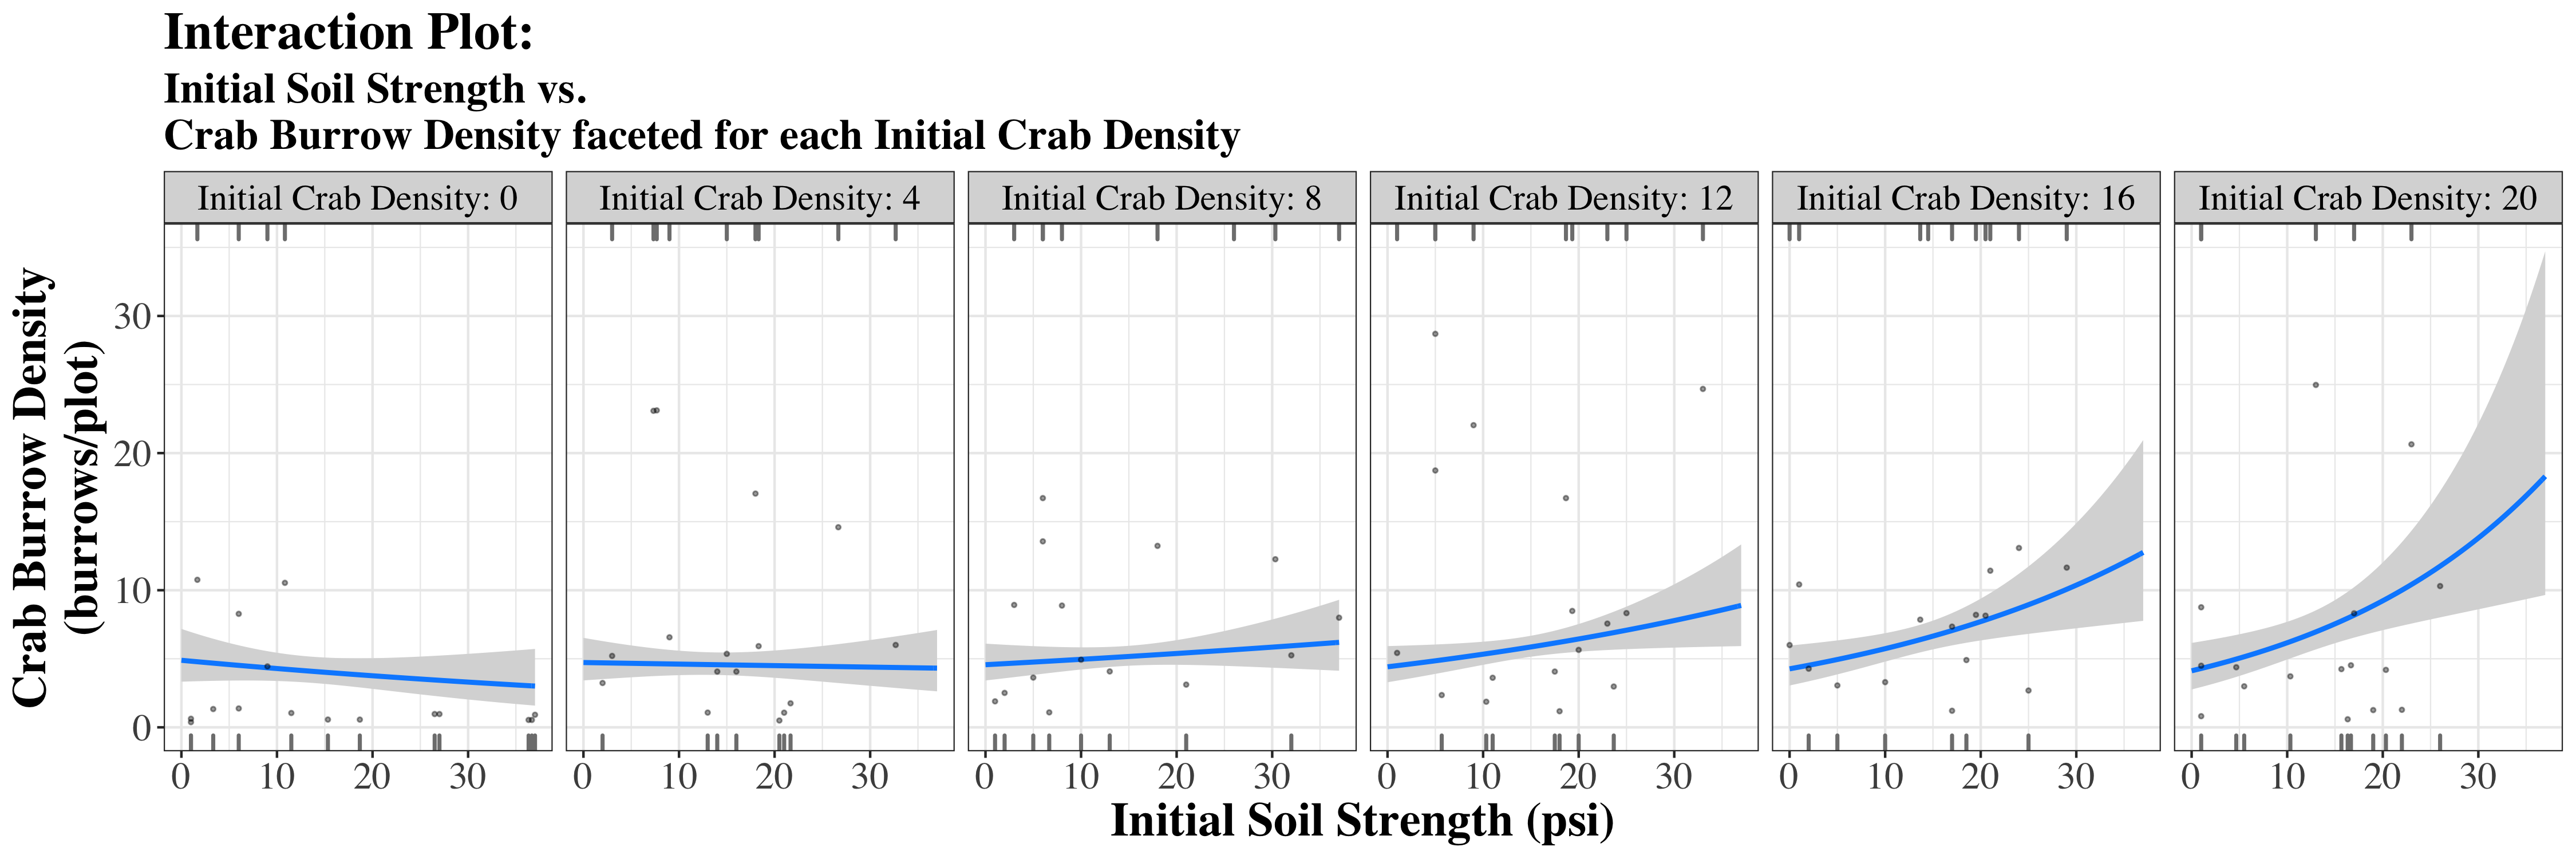 Interaction Plot:
Initial Soil Strength vs.
Crab Burrow Density faceted for each Initial Crab Density
Initial Crab Density: 0
Initial Crab Density: 4
Initial Crab Density: 8
Initial Crab Density: 12
Initial Crab Density: 16
Initial Crab Density: 20
Crab Burrow Density
(burrows/plot)
30
20
10
0
0 10 20 30
0 10 20 30
0 10 20 30
0 10 20 30
0 10 20 30
0 10 20 30
Initial Soil Strength (psi)